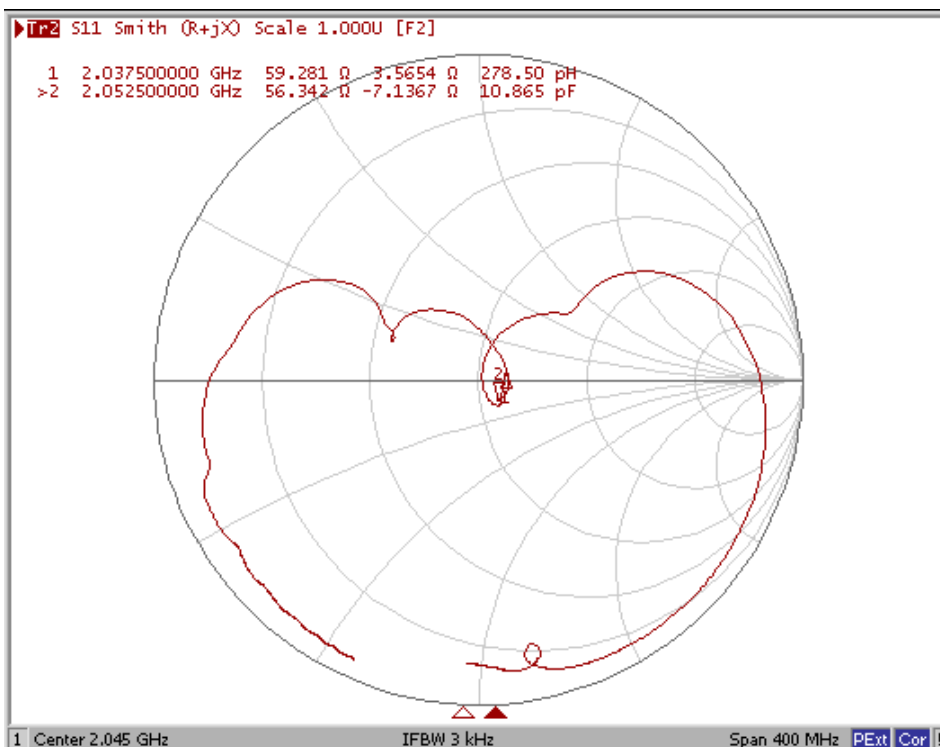 Tr2 S11 Smith (R+jX) Scale 1.000U [F2]
1 2.037500000 GHz 59.281 Ω 3.5654 Ω 278.50 pH
>2 2.052500000 GHz 56.342 Ω -7.1367 Ω 10.865 pF
2
1 Center 2.045 GHz IFBW 3 kHz Span 400 MHz PExt Cor